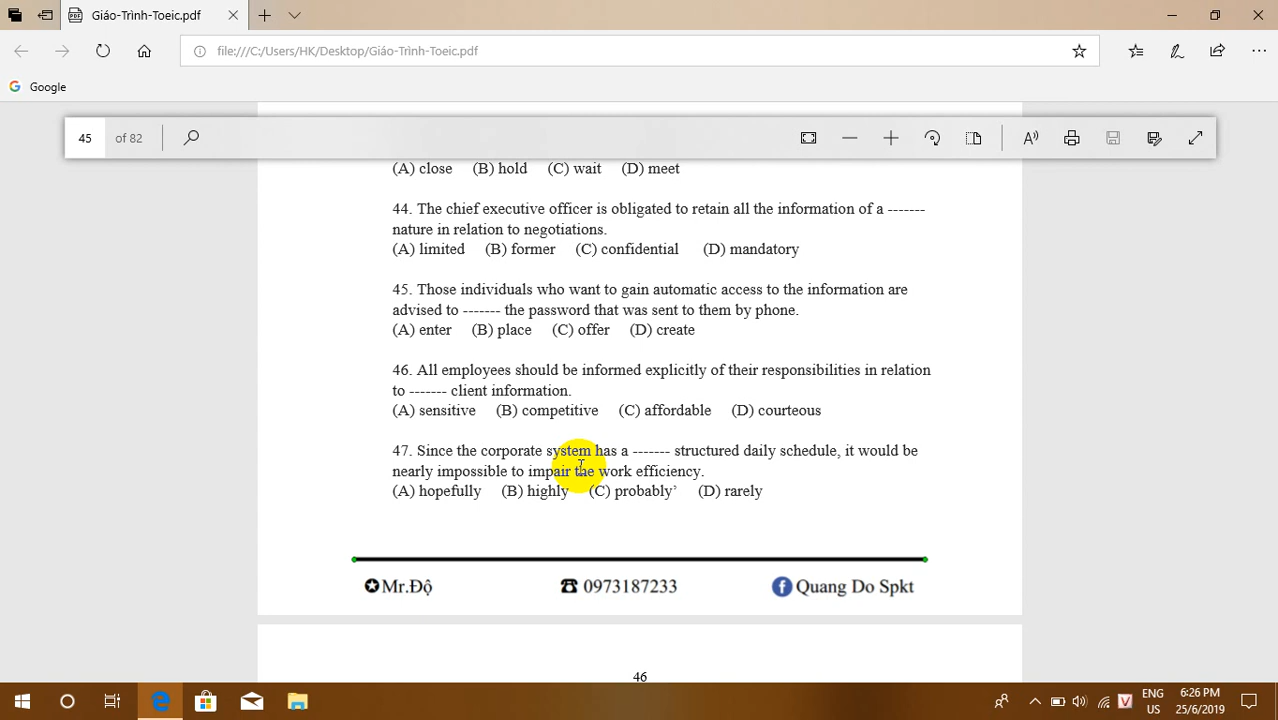 Giáo-Trình-Toeic.pdf
file:///C:/Users/HK/Desktop/Giáo-Trình-Toeic.pdf
Google
45 of 82
(A) close (B) hold (C) wait (D) meet
44. The chief executive officer is obligated to retain all the information of a -------
nature in relation to negotiations.
(A) limited (B) former (C) confidential (D) mandatory
45. Those individuals who want to gain automatic access to the information are
advised to ------- the password that was sent to them by phone.
(A) enter (B) place (C) offer (D) create
46. All employees should be informed explicitly of their responsibilities in relation
to ------- client information.
(A) sensitive (B) competitive (C) affordable (D) courteous
47. Since the corporate system has a ------- structured daily schedule, it would be
nearly impossible to impair the work efficiency.
(A) hopefully (B) highly (C) probably’ (D) rarely
Mr.Độ 0973187233 Quang Do Spkt
46
ENG 6:26 PM
US 25/6/2019